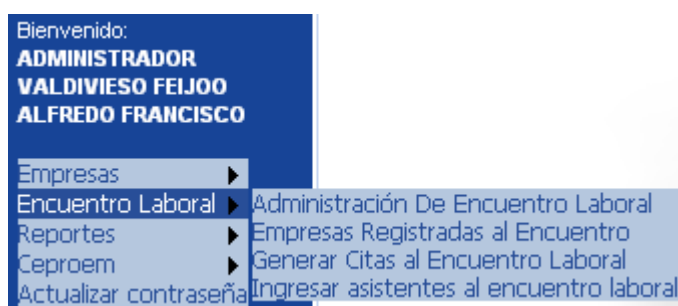 Bienvenido:
ADMINISTRADOR
VALDIVIESO FEIJOO
ALFREDO FRANCISCO
Empresas
Encuentro Laboral
Administración De Encuentro Laboral
Empresas Registradas al Encuentro
Generar Citas al Encuentro Laboral
Ingresar asistentes al encuentro laboral
Reportes
Ceproem
Actualizar contraseña